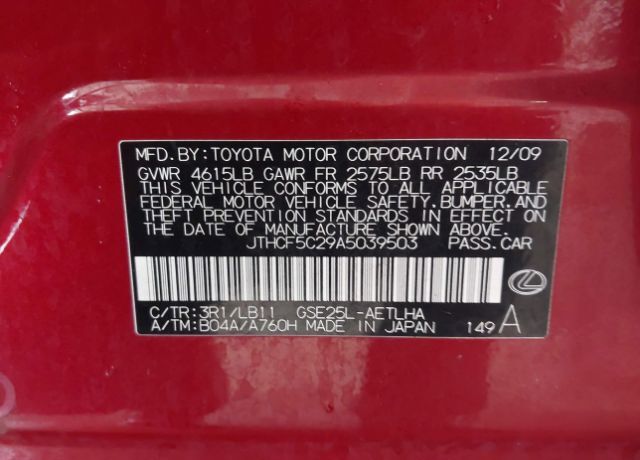 MFD.BY:TOYOTA MOTOR CORPORATION 12/09
GVWR 4615LB GAWR FR 2575LB RR 2535LB
THIS VEHICLE CONFORMS TO ALL APPLICABLE
FEDERAL MOTOR VEHICLE SAFETY.BUMPER.AND
THEFT PREVENTION STANDARDS IN EFFECT ON
THE DATE OF MANUFACTURE SHOWN ABOVE.
JTHCF5C29A5039503 PASS.CAR
C/TR:3R1/LB11 GSE25L-AETLHA
A/TM:B04A/A760H MADE IN JAPAN 149 A